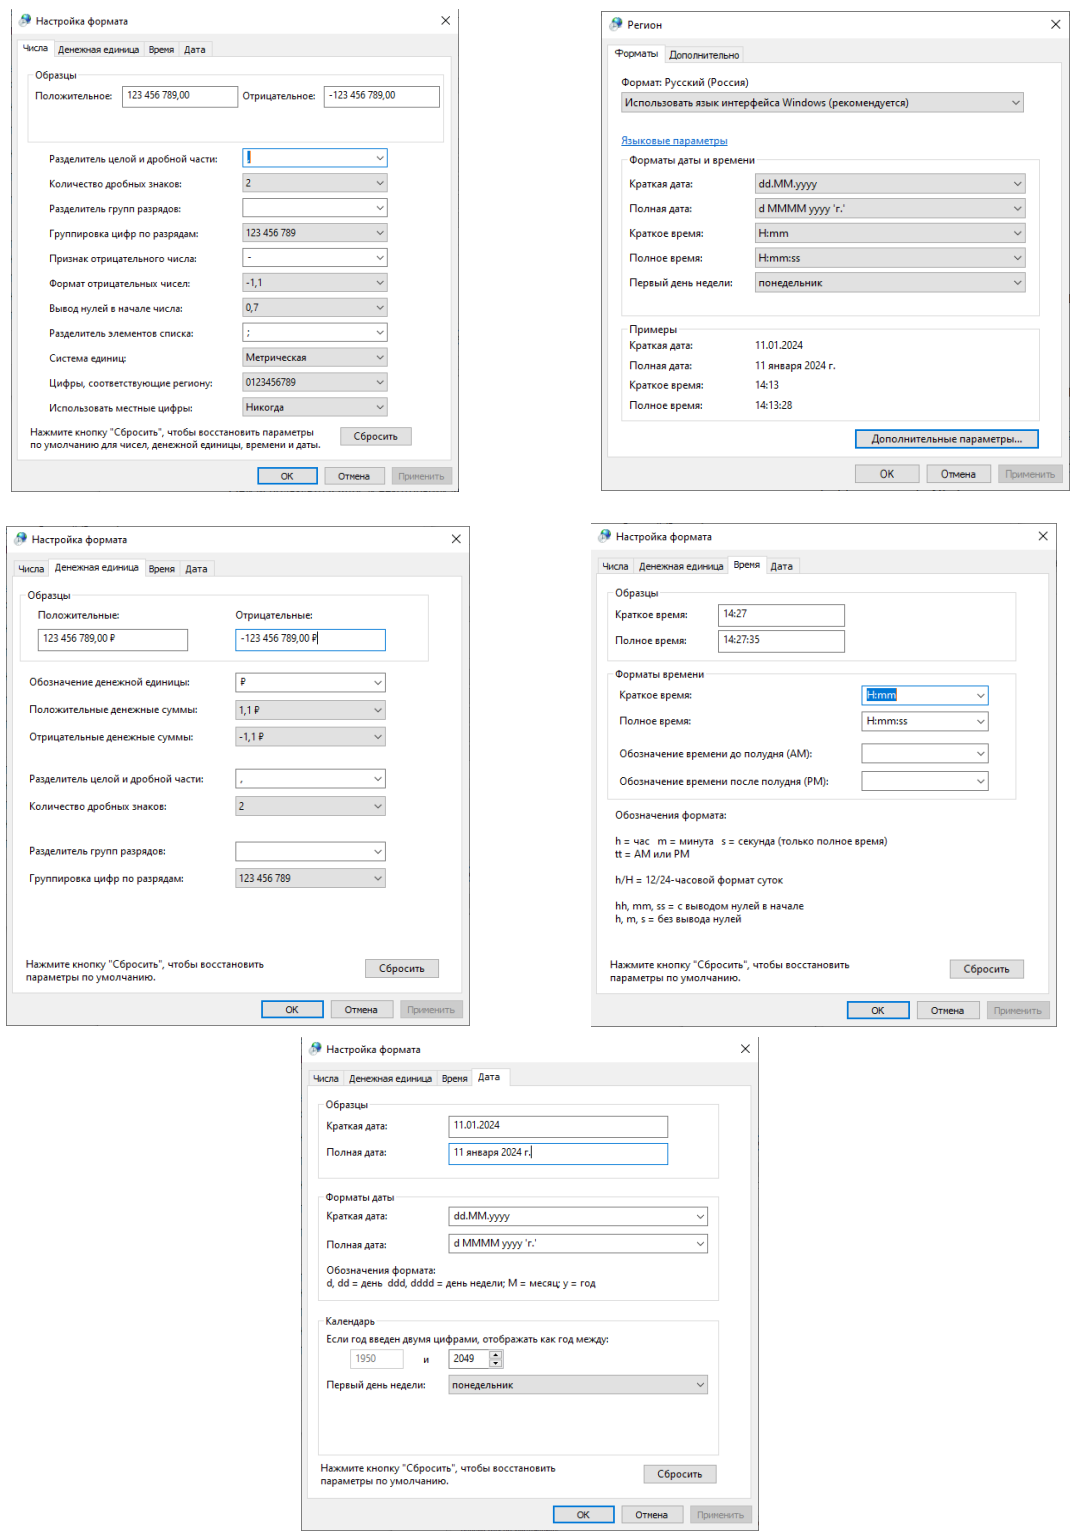 Настройка формата
Числа Денежная единица Время Дата
Образцы
Положительное: 123 456 789,00 Отрицательное: -123 456 789,00
Разделитель целой и дробной части: ,
Количество дробных знаков: 2
Разделитель групп разрядов:
Группировка цифр по разрядам: 123 456 789
Признак отрицательного числа: -
Формат отрицательных чисел: -1,1
Вывод нулей в начале числа: 0,7
Разделитель элементов списка: ;
Система единиц: Метрическая
Цифры, соответствующие региону: 0123456789
Использовать местные цифры: Никогда
Нажмите кнопку "Сбросить", чтобы восстановить параметры
по умолчанию для чисел, денежной единицы, времени и даты.
Сбросить
ОК Отмена Применить
Регион
Форматы Дополнительно
Формат: Русский (Россия)
Использовать язык интерфейса Windows (рекомендуется)
Языковые параметры
Форматы даты и времени
Краткая дата: dd.MM.yyyy
Полная дата: d MMMM yyyy 'г.'
Краткое время: H:mm
Полное время: H:mm:ss
Первый день недели: понедельник
Примеры
Краткая дата: 11.01.2024
Полная дата: 11 января 2024 г.
Краткое время: 14:13
Полное время: 14:13:28
Дополнительные параметры...
ОК Отмена Применить
Настройка формата
Числа Денежная единица Время Дата
Образцы
Положительные: Отрицательные:
123 456 789,00 ₽ -123 456 789,00 ₽
Обозначение денежной единицы: ₽
Положительные денежные суммы: 1,1 ₽
Отрицательные денежные суммы: -1,1 ₽
Разделитель целой и дробной части: ,
Количество дробных знаков: 2
Разделитель групп разрядов:
Группировка цифр по разрядам: 123 456 789
Нажмите кнопку "Сбросить", чтобы восстановить
параметры по умолчанию.
Сбросить
ОК Отмена Применить
Настройка формата
Числа Денежная единица Время Дата
Образцы
Краткое время: 14:27
Полное время: 14:27:35
Форматы времени
Краткое время: H:mm
Полное время: H:mm:ss
Обозначение времени до полудня (AM):
Обозначение времени после полудня (PM):
Обозначения формата:
h = час m = минута s = секунда (только полное время)
tt = AM или PM
h/H = 12/24-часовой формат суток
hh, mm, ss = с выводом нулей в начале
h, m, s = без вывода нулей
Нажмите кнопку "Сбросить", чтобы восстановить
параметры по умолчанию.
Сбросить
ОК Отмена Применить
Настройка формата
Числа Денежная единица Время Дата
Образцы
Краткая дата: 11.01.2024
Полная дата: 11 января 2024 г.
Форматы даты
Краткая дата: dd.MM.yyyy
Полная дата: d MMMM yyyy 'г.'
Обозначения формата:
d, dd = день ddd, dddd = день недели; M = месяц; y = год
Календарь
Если год введен двумя цифрами, отображать как год между:
1950 и 2049
Первый день недели: понедельник
Нажмите кнопку "Сбросить", чтобы восстановить
параметры по умолчанию.
Сбросить
ОК Отмена Применить